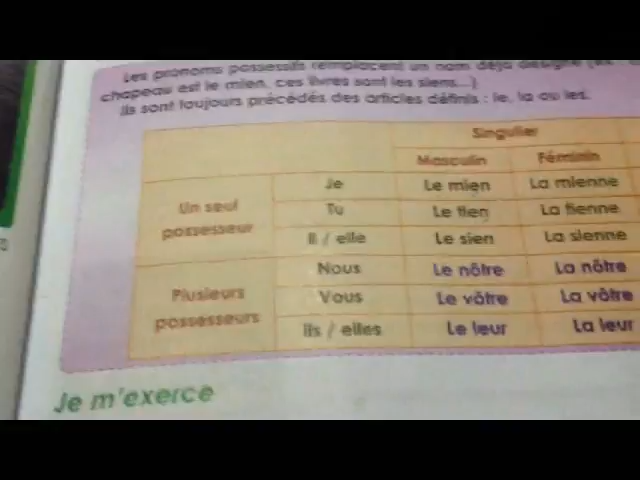 Les pronoms possessifs remplacent un nom déjà désigné (ex
chapeau est le mien, ces livres sont les siens...)
Ils sont toujours précédés des articles définis : le, la ou les.
Singulier
Masculin Féminin
Un seul possesseur
Je Le mien La mienne
Tu Le tien La tienne
Il / elle Le sien La sienne
Plusieurs possesseurs
Nous Le nôtre La nôtre
Vous Le vôtre La vôtre
Ils / elles Le leur La leur
Je m'exerce